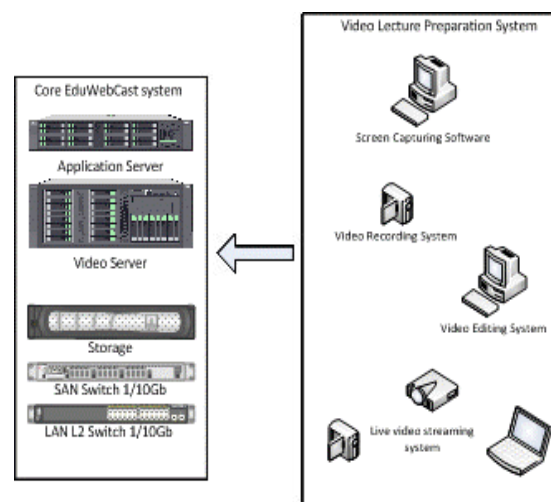 Video Lecture Preparation System
Core EduWebCast system
Application Server
Video Server
Storage
SAN Switch 1/10Gb
LAN L2 Switch 1/10Gb
Screen Capturing Software
Video Recording System
Video Editing System
Live video streaming
system